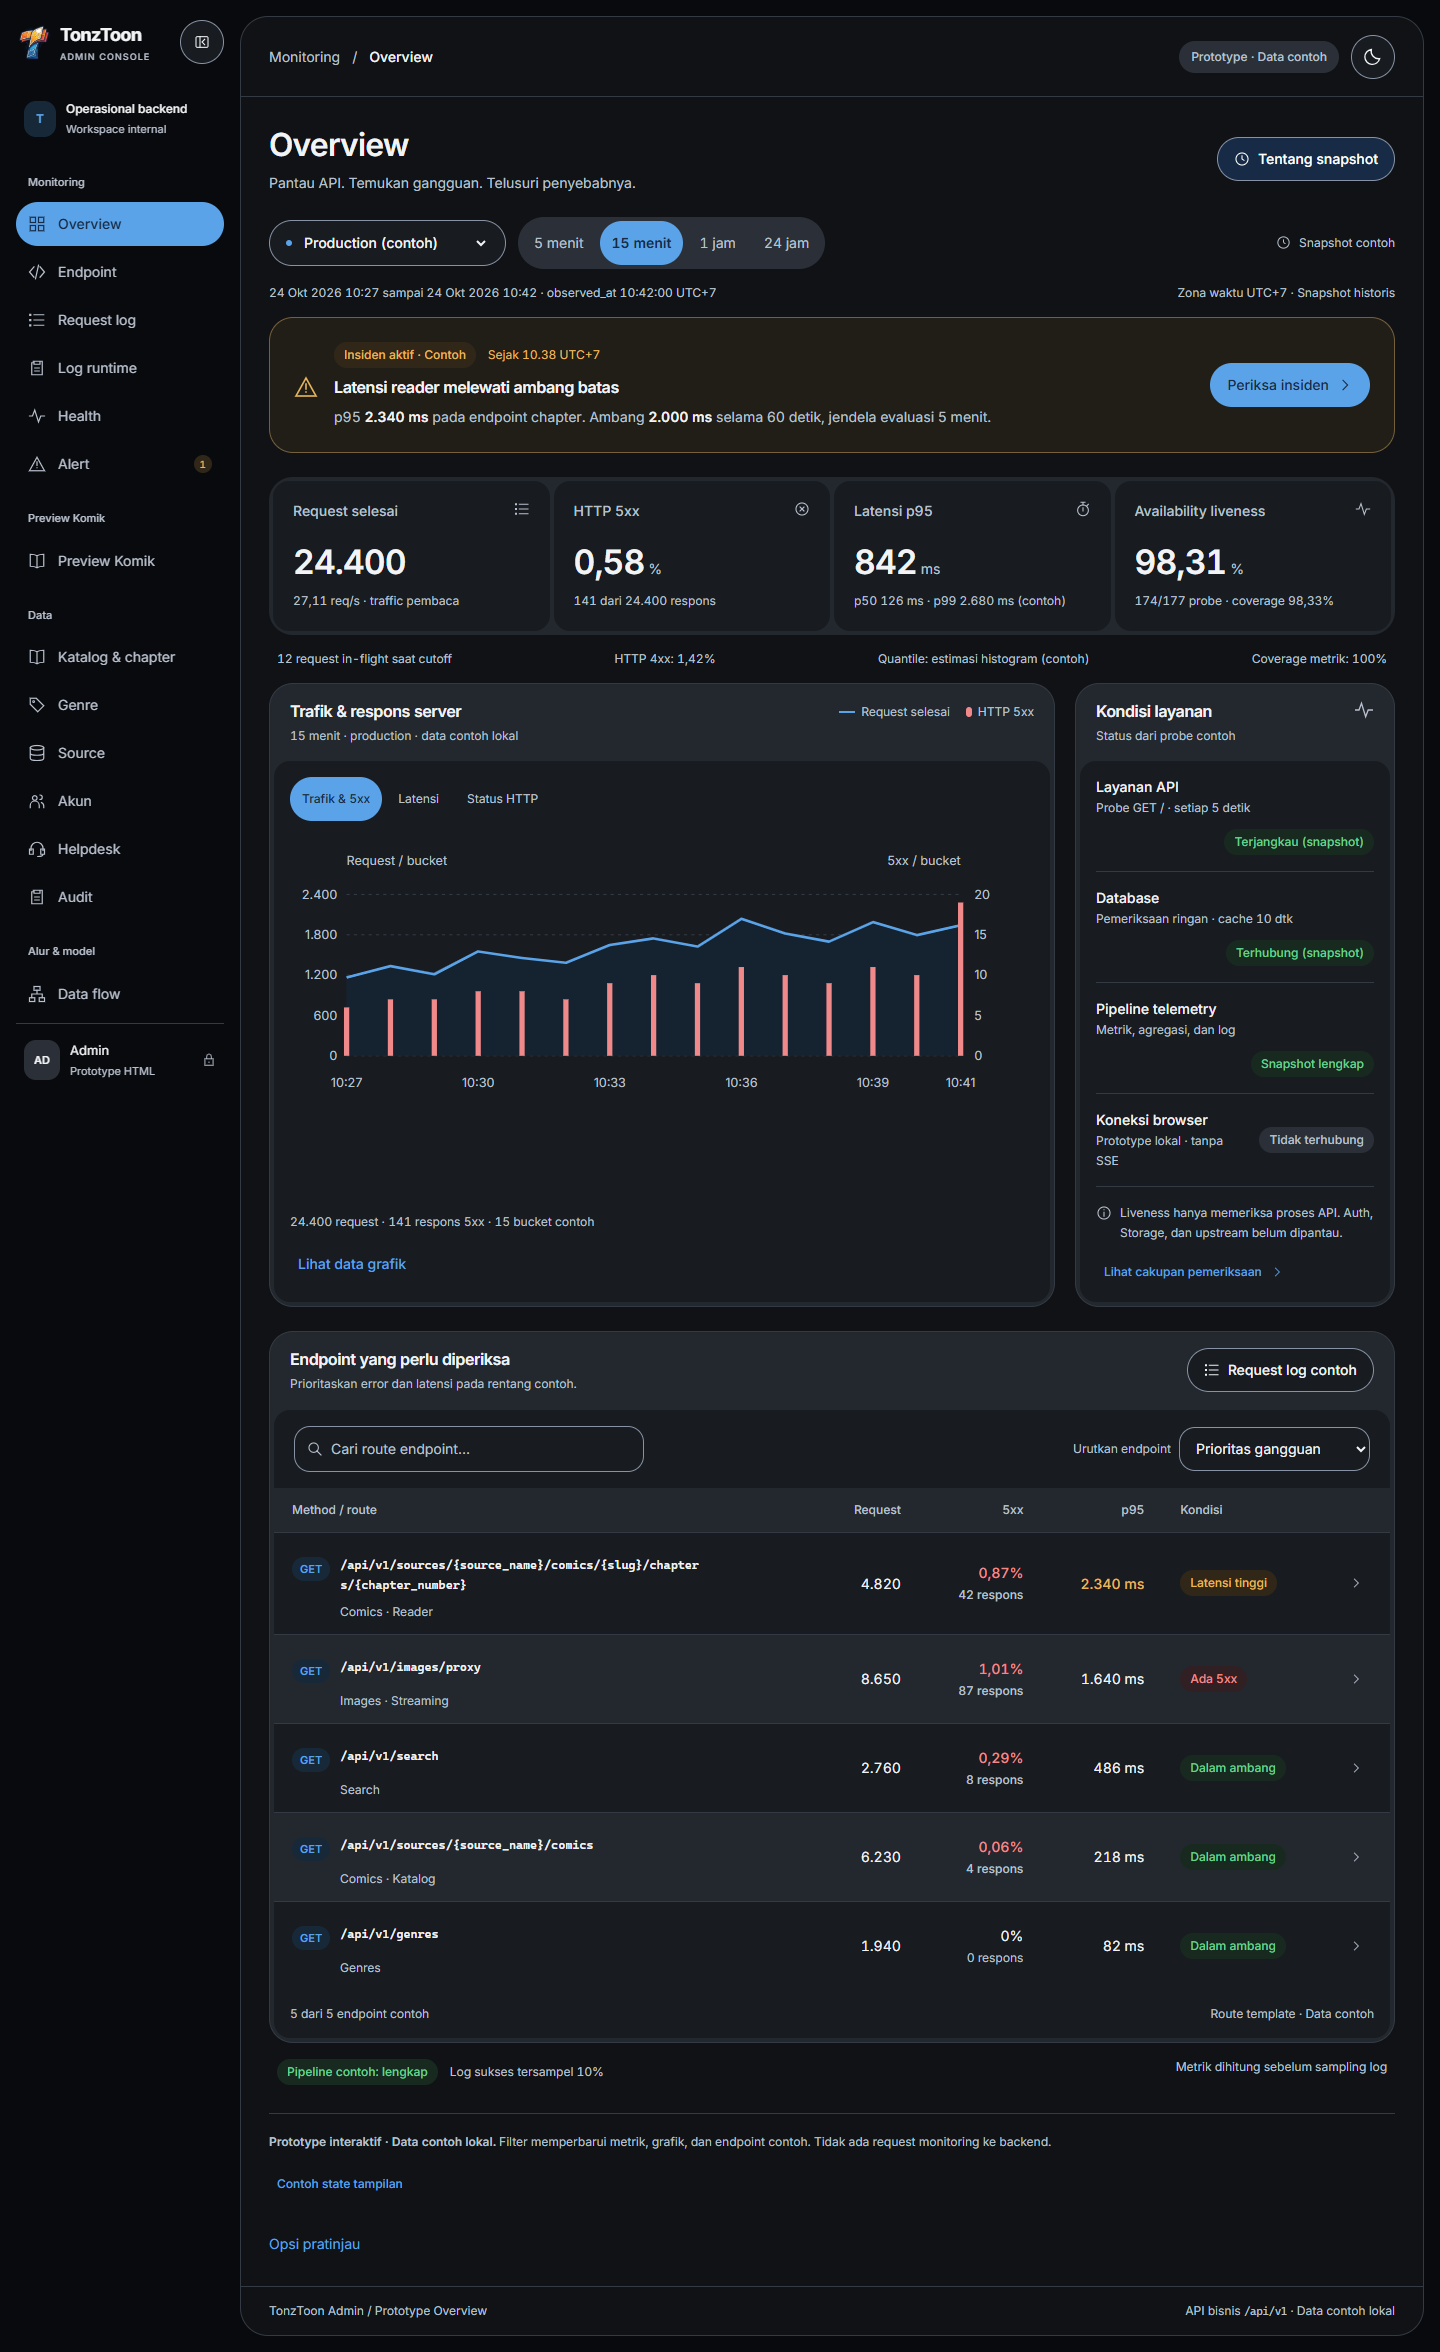 TonzToon
ADMIN CONSOLE
T
Operasional backend
Workspace internal
Monitoring
Overview
Endpoint
Request log
Log runtime
Health
Alert
1
Preview Komik
Preview Komik
Data
Katalog & chapter
Genre
Source
Akun
Helpdesk
Audit
Alur & model
Data flow
AD
Admin
Prototype HTML
Monitoring / Overview
Prototype · Data contoh
Overview
Pantau API. Temukan gangguan. Telusuri penyebabnya.
Tentang snapshot
Production (contoh)
5 menit
15 menit
1 jam
24 jam
Snapshot contoh
24 Okt 2026 10:27 sampai 24 Okt 2026 10:42 · observed_at 10:42:00 UTC+7
Zona waktu UTC+7 · Snapshot historis
Insiden aktif · Contoh
Sejak 10.38 UTC+7
Latensi reader melewati ambang batas
p95 2.340 ms pada endpoint chapter. Ambang 2.000 ms selama 60 detik, jendela evaluasi 5 menit.
Periksa insiden
Request selesai
24.400
27,11 req/s · traffic pembaca
HTTP 5xx
0,58 %
141 dari 24.400 respons
Latensi p95
842 ms
p50 126 ms · p99 2.680 ms (contoh)
Availability liveness
98,31 %
174/177 probe · coverage 98,33%
12 request in-flight saat cutoff
HTTP 4xx: 1,42%
Quantile: estimasi histogram (contoh)
Coverage metrik: 100%
Trafik & respons server
15 menit · production · data contoh lokal
Request selesai
HTTP 5xx
Trafik & 5xx
Latensi
Status HTTP
Request / bucket
5xx / bucket
2.400
1.800
1.200
600
0
20
15
10
5
0
10:27
10:30
10:33
10:36
10:39
10:41
24.400 request · 141 respons 5xx · 15 bucket contoh
Lihat data grafik
Kondisi layanan
Status dari probe contoh
Layanan API
Probe GET / · setiap 5 detik
Terjangkau (snapshot)
Database
Pemeriksaan ringan · cache 10 dtk
Terhubung (snapshot)
Pipeline telemetry
Metrik, agregasi, dan log
Snapshot lengkap
Koneksi browser
Prototype lokal · tanpa
SSE
Tidak terhubung
Liveness hanya memeriksa proses API. Auth,
Storage, dan upstream belum dipantau.
Lihat cakupan pemeriksaan
Endpoint yang perlu diperiksa
Prioritaskan error dan latensi pada rentang contoh.
Request log contoh
Cari route endpoint...
Urutkan endpoint
Prioritas gangguan
Method / route
Request
5xx
p95
Kondisi
GET
/api/v1/sources/{source_name}/comics/{slug}/chapter
s/{chapter_number}
Comics · Reader
4.820
0,87%
42 respons
2.340 ms
Latensi tinggi
GET
/api/v1/images/proxy
Images · Streaming
8.650
1,01%
87 respons
1.640 ms
Ada 5xx
GET
/api/v1/search
Search
2.760
0,29%
8 respons
486 ms
Dalam ambang
GET
/api/v1/sources/{source_name}/comics
Comics · Katalog
6.230
0,06%
4 respons
218 ms
Dalam ambang
GET
/api/v1/genres
Genres
1.940
0%
0 respons
82 ms
Dalam ambang
5 dari 5 endpoint contoh
Route template · Data contoh
Pipeline contoh: lengkap
Log sukses tersampel 10%
Metrik dihitung sebelum sampling log
Prototype interaktif · Data contoh lokal. Filter memperbarui metrik, grafik, dan endpoint contoh. Tidak ada request monitoring ke backend.
Contoh state tampilan
Opsi pratinjau
TonzToon Admin / Prototype Overview
API bisnis /api/v1 · Data contoh lokal